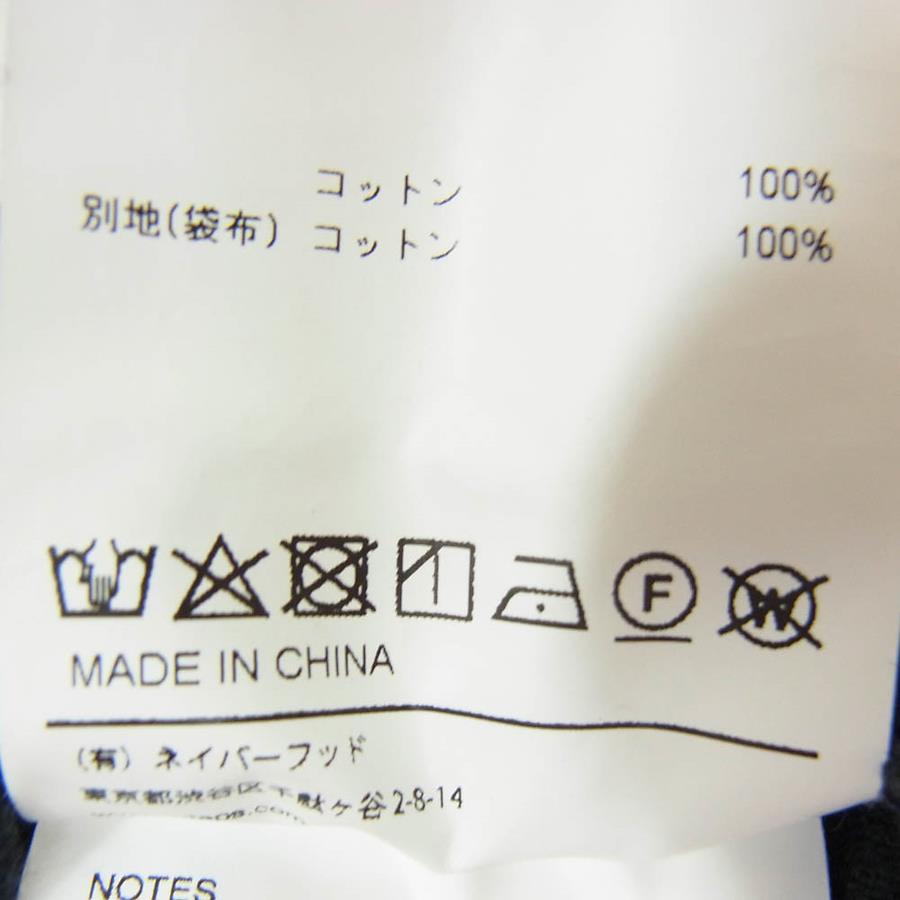 コットン 100%
別地(袋布) コットン 100%
F W
MADE IN CHINA
(有) ネイバーフッド
東京都渋谷区千駄ヶ谷2-8-14
NOTES